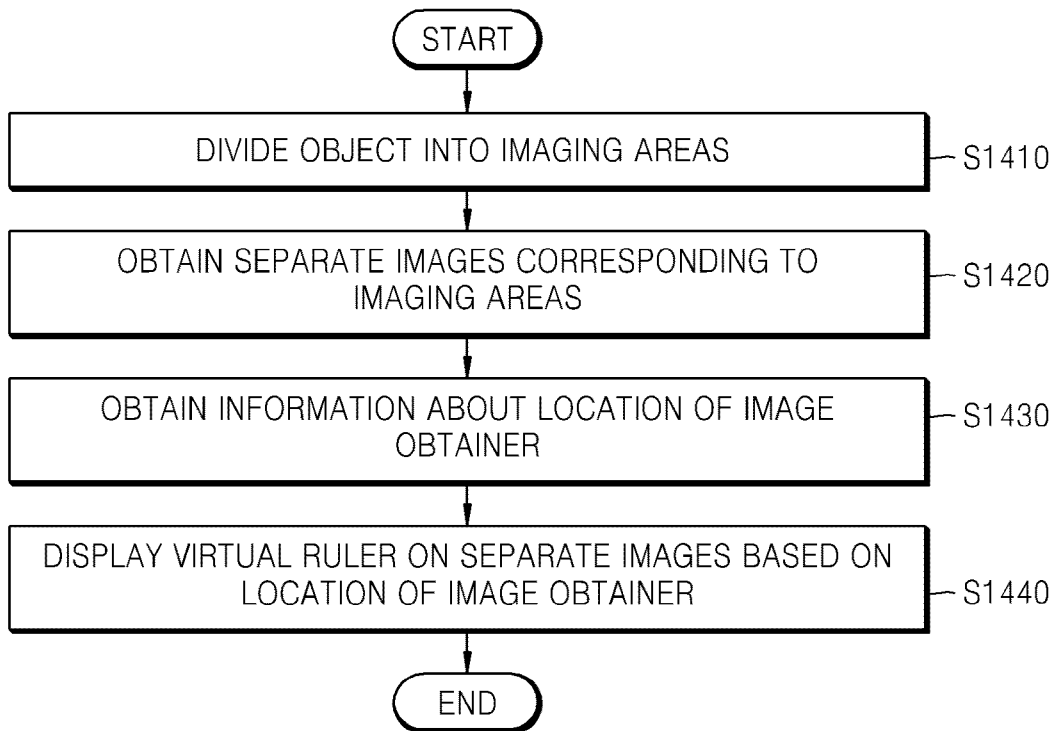 START
DIVIDE OBJECT INTO IMAGING AREAS
S1410
OBTAIN SEPARATE IMAGES CORRESPONDING TO
IMAGING AREAS
S1420
OBTAIN INFORMATION ABOUT LOCATION OF IMAGE
OBTAINER
S1430
DISPLAY VIRTUAL RULER ON SEPARATE IMAGES BASED ON
LOCATION OF IMAGE OBTAINER
S1440
END